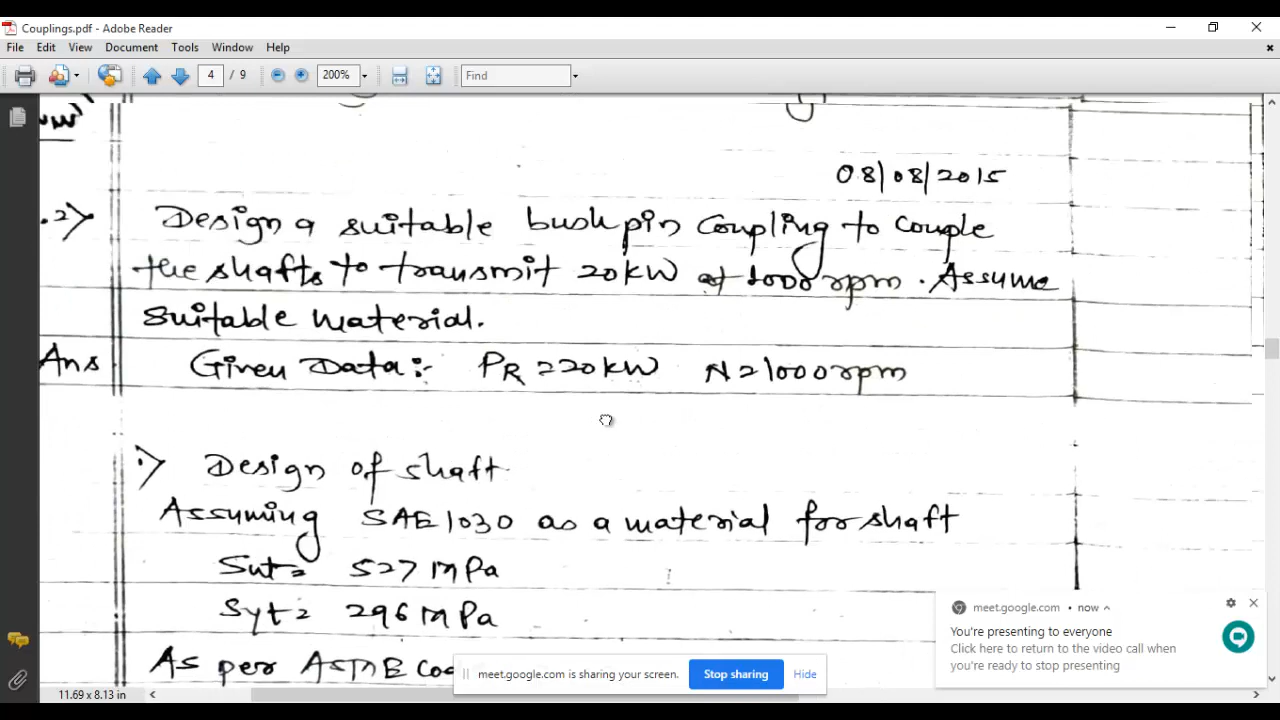 Couplings.pdf - Adobe Reader
File Edit View Document Tools Window Help
4 / 9 200% Find
08/08/2015
.2) Design a suitable bush pin coupling to couple
the shafts to transmit 20 kW at 1000 rpm. Assume
suitable material.
Ans Given Data:- PR = 20 kW N = 1000 rpm
.) Design of shaft
Assuming SAE 1030 as a material for shaft
Sut = 527 MPa
Syt = 296 MPa
As per ASME
meet.google.com • now
You're presenting to everyone
Click here to return to the video call when
you're ready to stop presenting
meet.google.com is sharing your screen. Stop sharing Hide
11.69 x 8.13 in